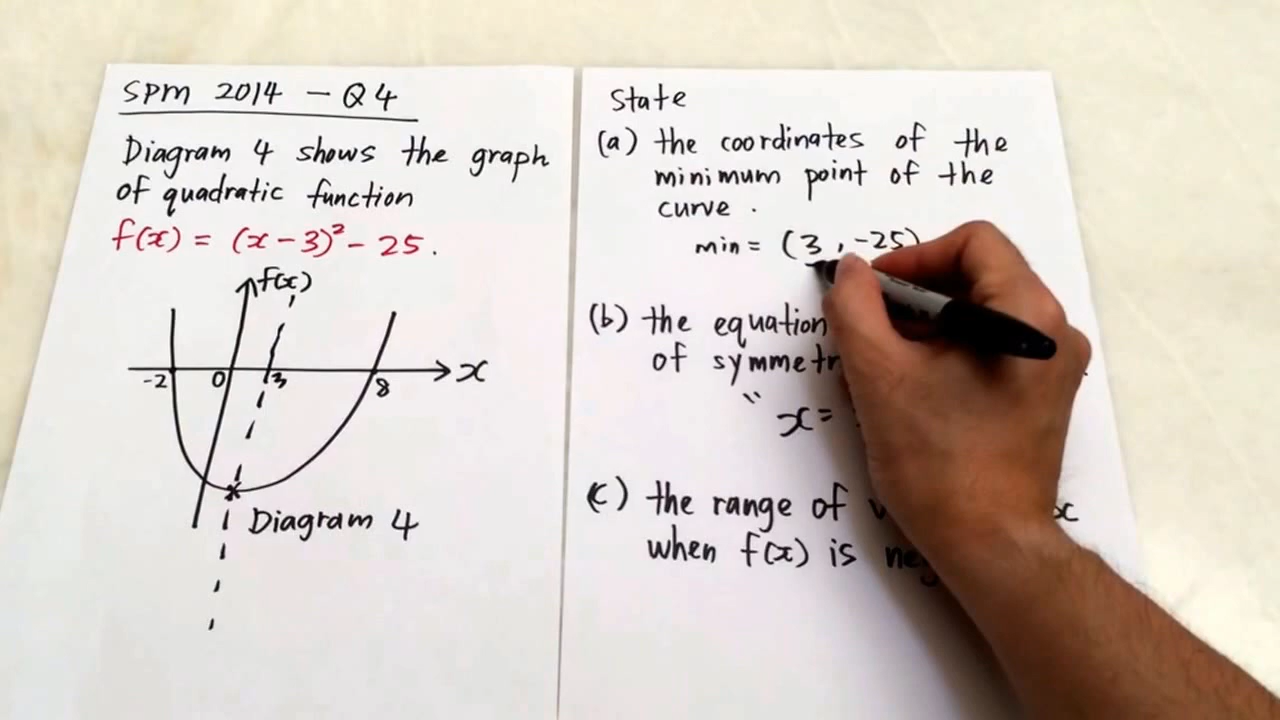 SPM 2014 - Q4
Diagram 4 shows the graph
of quadratic function
f(x) = (x-3)² - 25.
f(x)
-2 0 3 8 x
Diagram 4
State
(a) the coordinates of the
minimum point of the
curve.
min = (3, -25)
(b) the equation
of symmetr
x =
(c) the range of x
when f(x) is